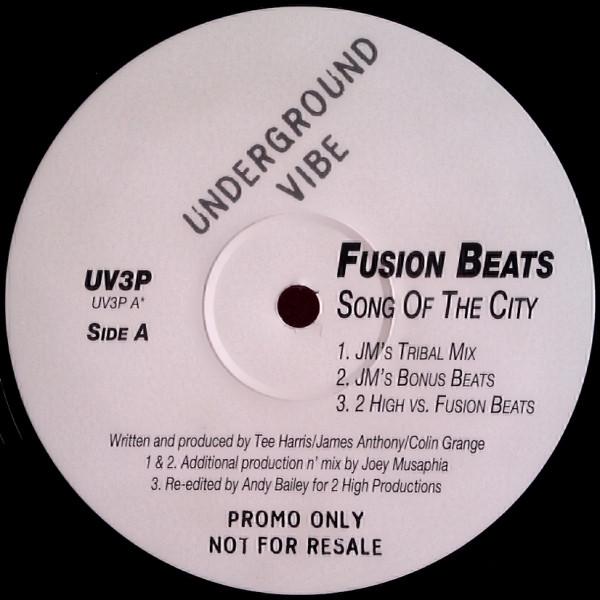 UNDERGROUND
VIBE
FUSION BEATS
SONG OF THE CITY
UV3P
UV3P A*
SIDE A
1. JM'S TRIBAL MIX
2. JM'S BONUS BEATS
3. 2 HIGH VS. FUSION BEATS
Written and produced by Tee Harris/James Anthony/Colin Grange
1 & 2. Additional production n' mix by Joey Musaphia
3. Re-edited by Andy Bailey for 2 High Productions
PROMO ONLY
NOT FOR RESALE